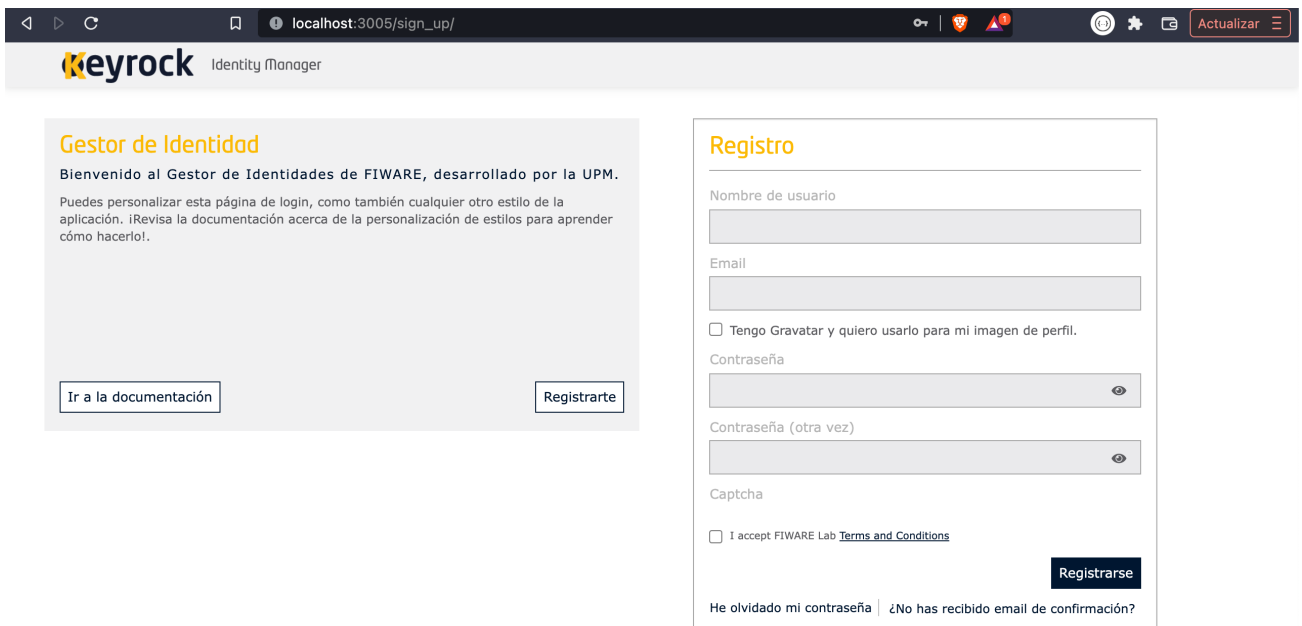 localhost:3005/sign_up/
1
Actualizar
Keyrock Identity Manager
Gestor de Identidad
Bienvenido al Gestor de Identidades de FIWARE, desarrollado por la UPM.
Puedes personalizar esta página de login, como también cualquier otro estilo de la
aplicación. ¡Revisa la documentación acerca de la personalización de estilos para aprender
cómo hacerlo!.
Ir a la documentación
Registrarte
Registro
Nombre de usuario
Email
Tengo Gravatar y quiero usarlo para mi imagen de perfil.
Contraseña
Contraseña (otra vez)
Captcha
I accept FIWARE Lab Terms and Conditions
Registrarse
He olvidado mi contraseña
¿No has recibido email de confirmación?